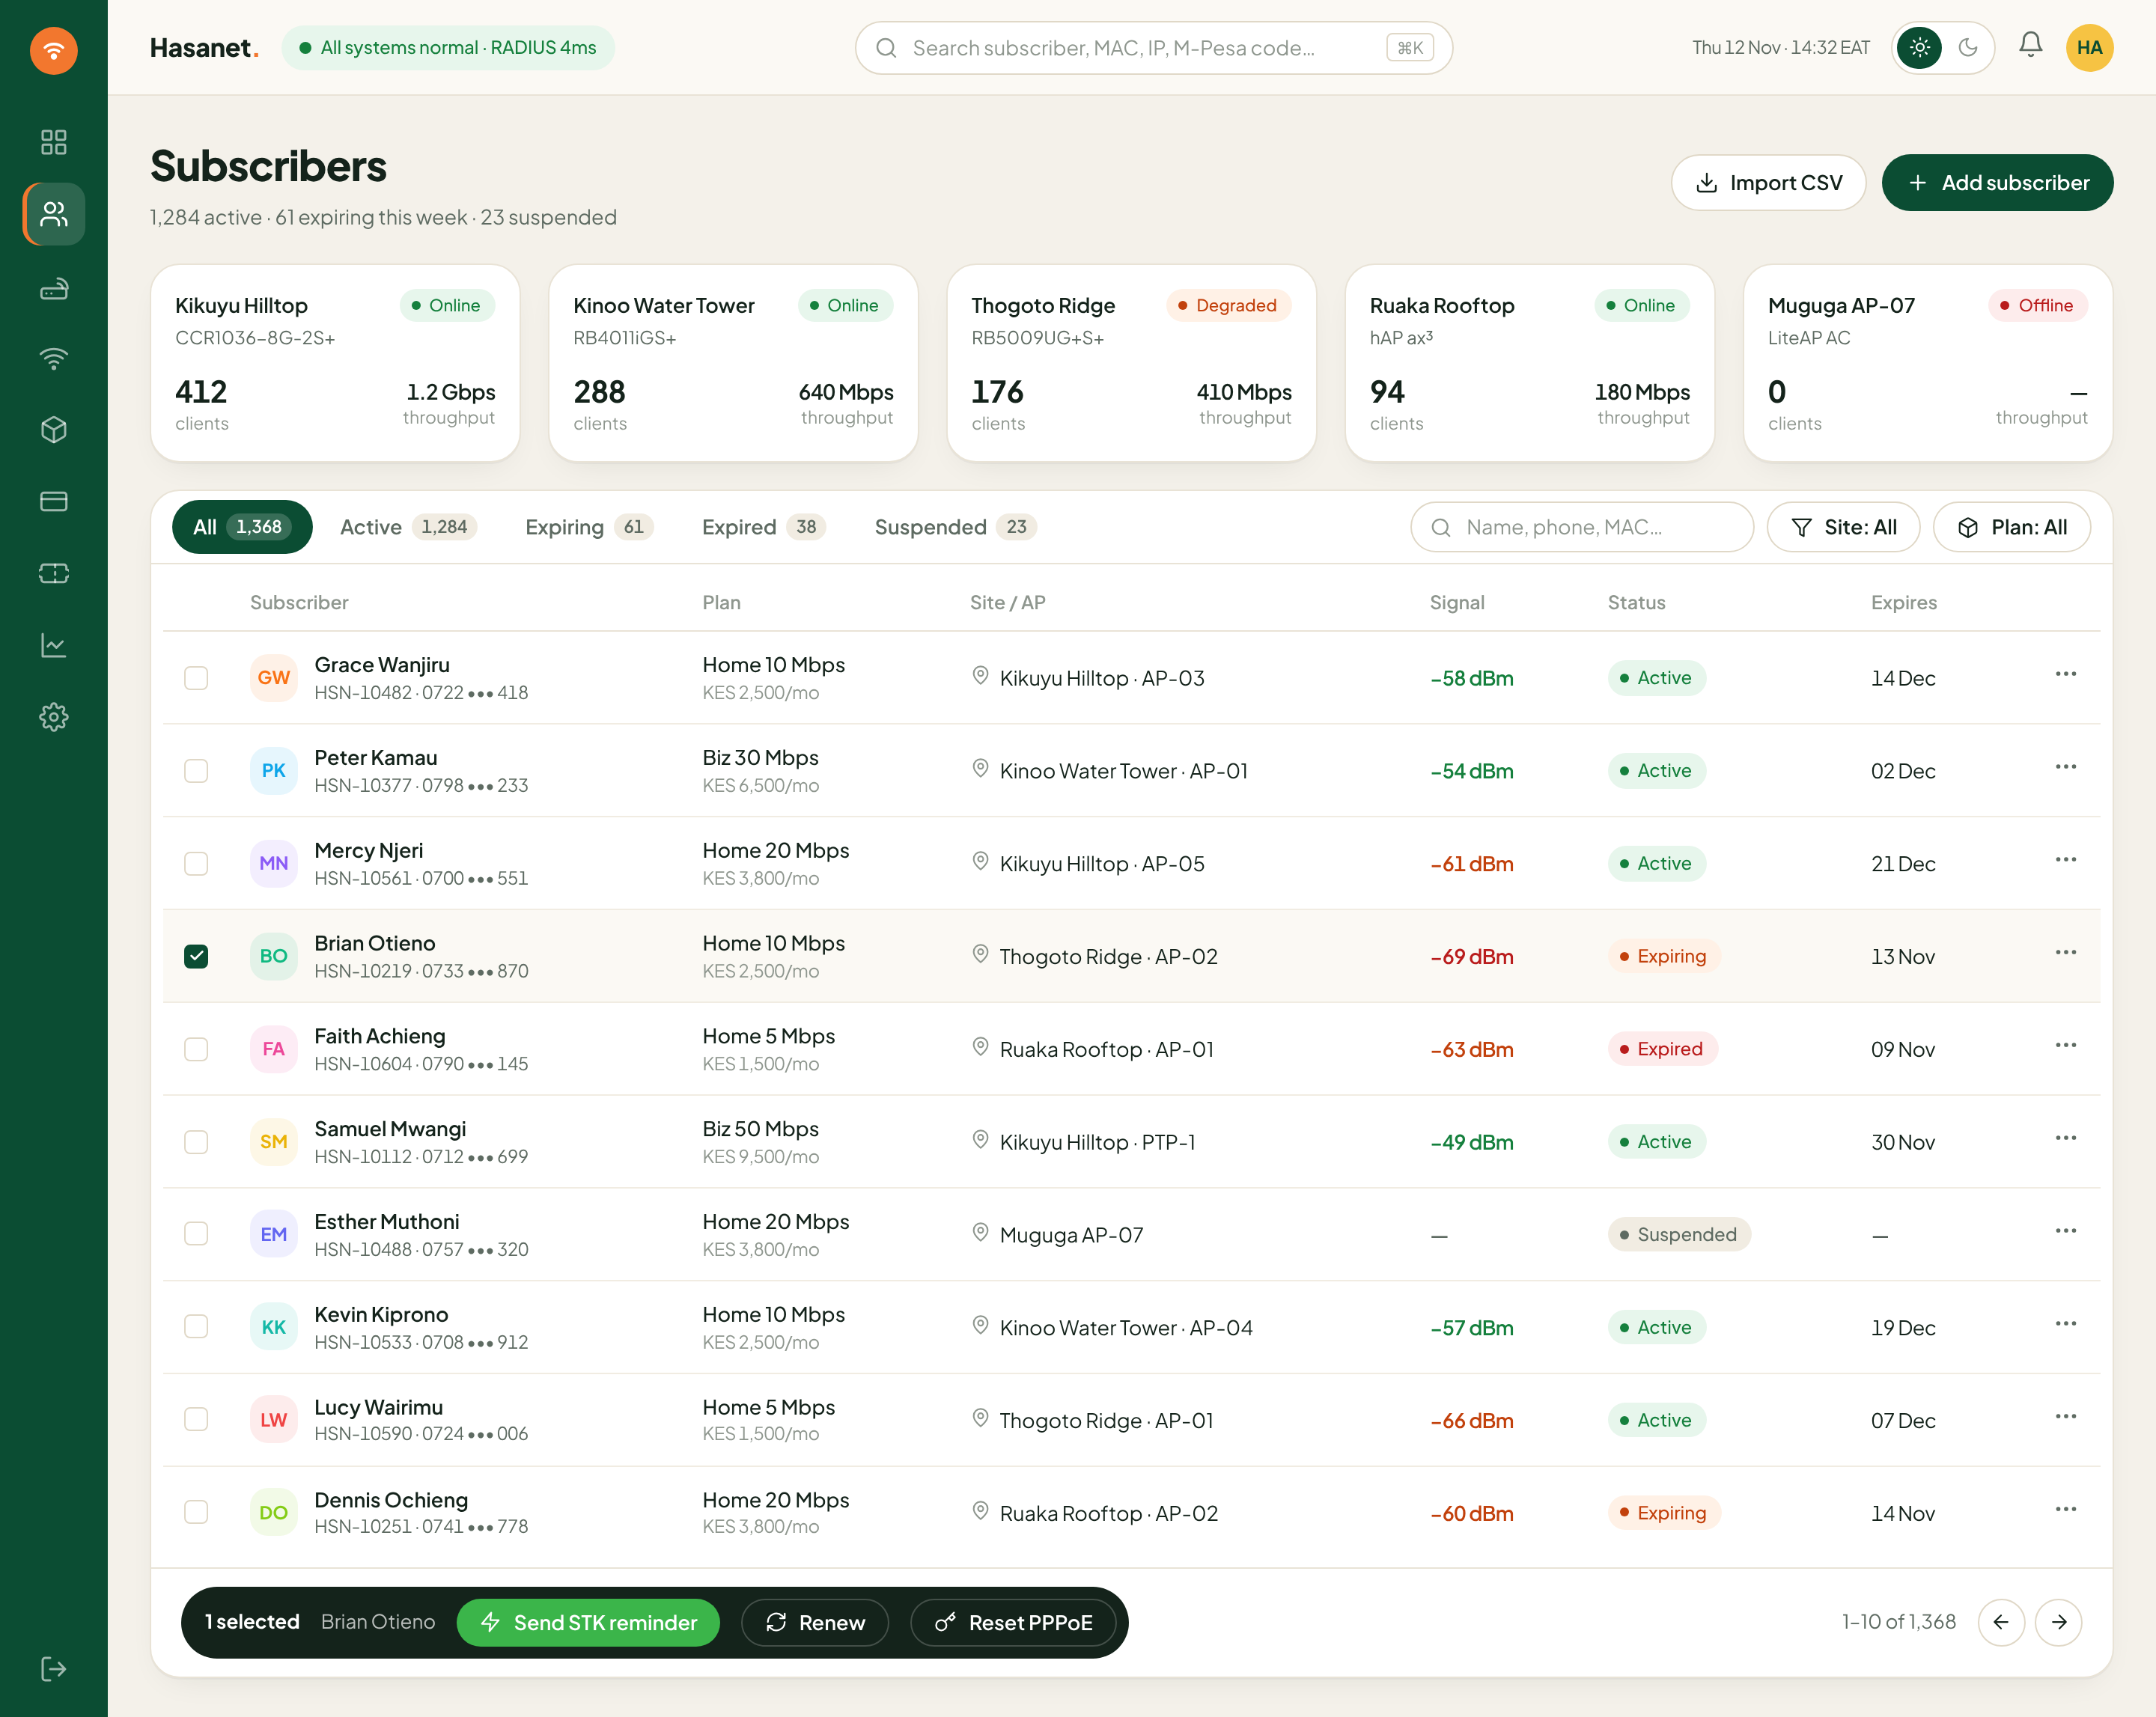 Hasanet.
All systems normal · RADIUS 4ms
Search subscriber, MAC, IP, M-Pesa code…
⌘K
Thu 12 Nov · 14:32 EAT
HA
Subscribers
1,284 active · 61 expiring this week · 23 suspended
Import CSV
Add subscriber
Kikuyu Hilltop
Online
CCR1036-8G-2S+
412
1.2 Gbps
clients
throughput
Kinoo Water Tower
Online
RB4011iGS+
288
640 Mbps
clients
throughput
Thogoto Ridge
Degraded
RB5009UG+S+
176
410 Mbps
clients
throughput
Ruaka Rooftop
Online
hAP ax³
94
180 Mbps
clients
throughput
Muguga AP-07
Offline
LiteAP AC
0
—
clients
throughput
All 1,368
Active 1,284
Expiring 61
Expired 38
Suspended 23
Name, phone, MAC…
Site: All
Plan: All
Subscriber Plan Site / AP Signal Status Expires
GW
Grace Wanjiru
HSN-10482 · 0722 ••• 418
Home 10 Mbps
KES 2,500/mo
Kikuyu Hilltop · AP-03
−58 dBm
Active
14 Dec
PK
Peter Kamau
HSN-10377 · 0798 ••• 233
Biz 30 Mbps
KES 6,500/mo
Kinoo Water Tower · AP-01
−54 dBm
Active
02 Dec
MN
Mercy Njeri
HSN-10561 · 0700 ••• 551
Home 20 Mbps
KES 3,800/mo
Kikuyu Hilltop · AP-05
−61 dBm
Active
21 Dec
BO
Brian Otieno
HSN-10219 · 0733 ••• 870
Home 10 Mbps
KES 2,500/mo
Thogoto Ridge · AP-02
−69 dBm
Expiring
13 Nov
FA
Faith Achieng
HSN-10604 · 0790 ••• 145
Home 5 Mbps
KES 1,500/mo
Ruaka Rooftop · AP-01
−63 dBm
Expired
09 Nov
SM
Samuel Mwangi
HSN-10112 · 0712 ••• 699
Biz 50 Mbps
KES 9,500/mo
Kikuyu Hilltop · PTP-1
−49 dBm
Active
30 Nov
EM
Esther Muthoni
HSN-10488 · 0757 ••• 320
Home 20 Mbps
KES 3,800/mo
Muguga AP-07
—
Suspended
—
KK
Kevin Kiprono
HSN-10533 · 0708 ••• 912
Home 10 Mbps
KES 2,500/mo
Kinoo Water Tower · AP-04
−57 dBm
Active
19 Dec
LW
Lucy Wairimu
HSN-10590 · 0724 ••• 006
Home 5 Mbps
KES 1,500/mo
Thogoto Ridge · AP-01
−66 dBm
Active
07 Dec
DO
Dennis Ochieng
HSN-10251 · 0741 ••• 778
Home 20 Mbps
KES 3,800/mo
Ruaka Rooftop · AP-02
−60 dBm
Expiring
14 Nov
1 selected
Brian Otieno
Send STK reminder
Renew
Reset PPPoE
1–10 of 1,368